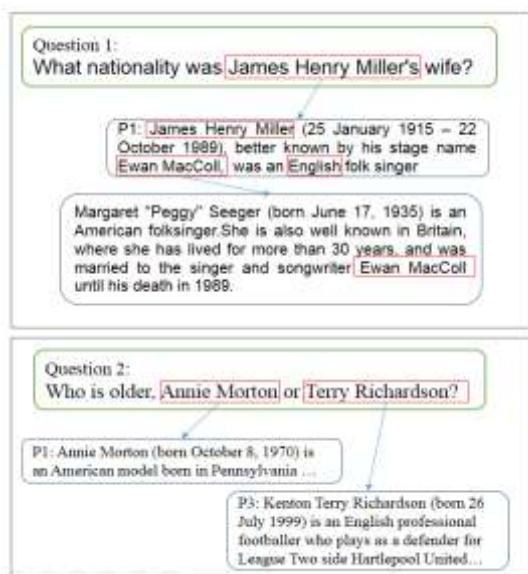 Question 1:
What nationality was James Henry Miller's wife?
P1: James Henry Miller (25 January 1915 – 22
October 1989), better known by his stage name
Ewan MacColl, was an English folk singer
Margaret "Peggy" Seeger (born June 17, 1935) is an
American folksinger.She is also well known in Britain,
where she has lived for more than 30 years, and was
married to the singer and songwriter Ewan MacColl
until his death in 1989.
Question 2:
Who is older, Annie Morton or Terry Richardson?
P1: Annie Morton (born October 8, 1970) is
an American model born in Pennsylvania ...
P3: Kenton Terry Richardson (born 26
July 1999) is an English professional
footballer who plays as a defender for
League Two side Hartlepool United...